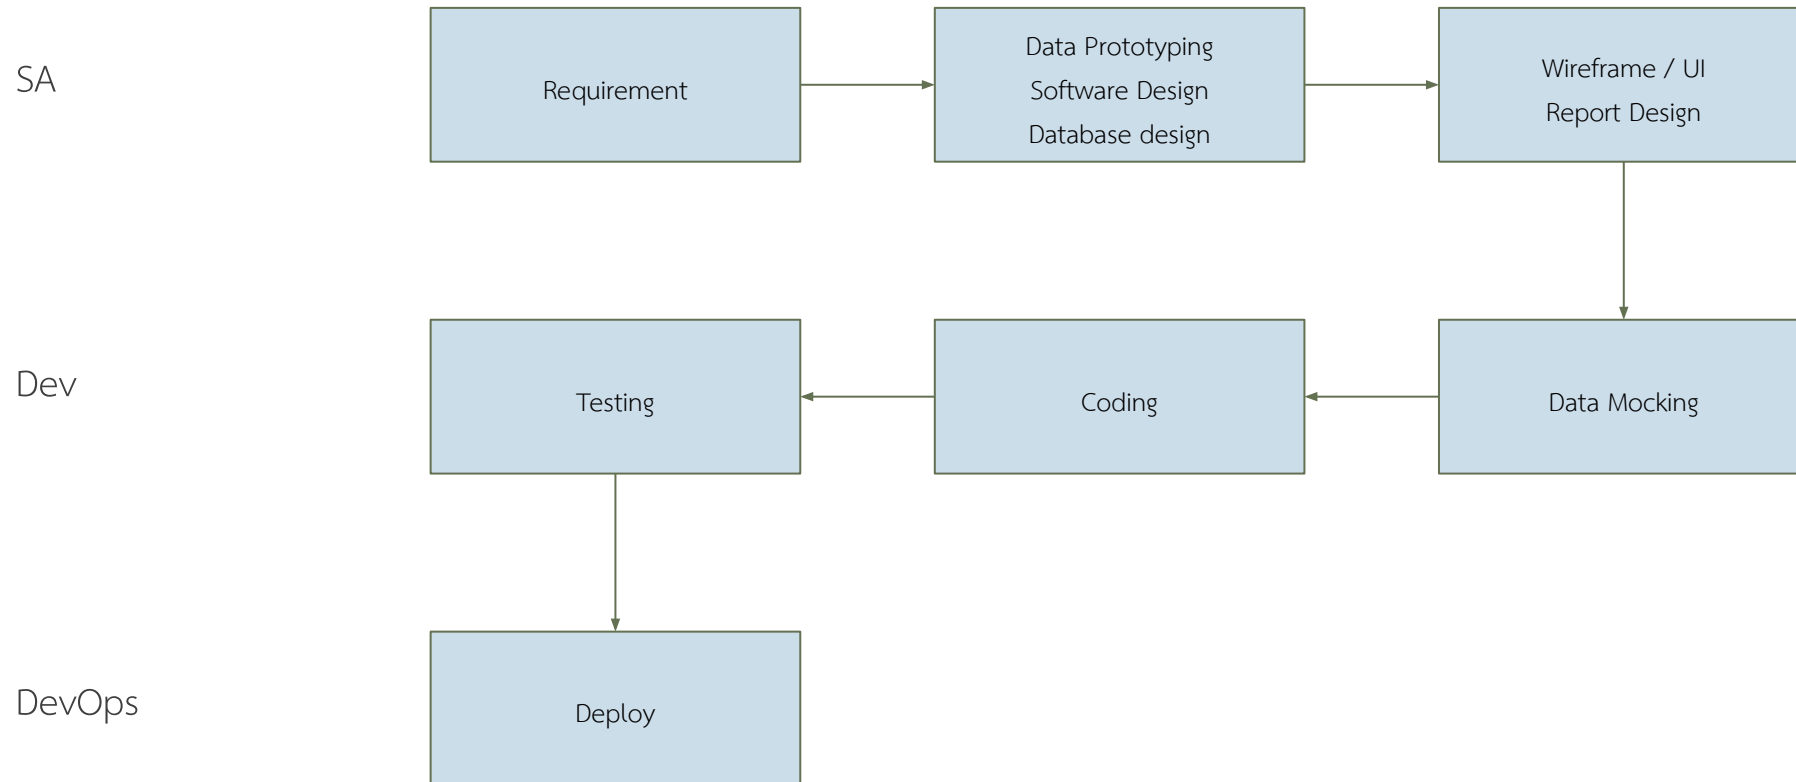 SA
Requirement
Data Prototyping
Software Design
Database design
Wireframe / UI
Report Design
Dev
Testing
Coding
Data Mocking
DevOps
Deploy